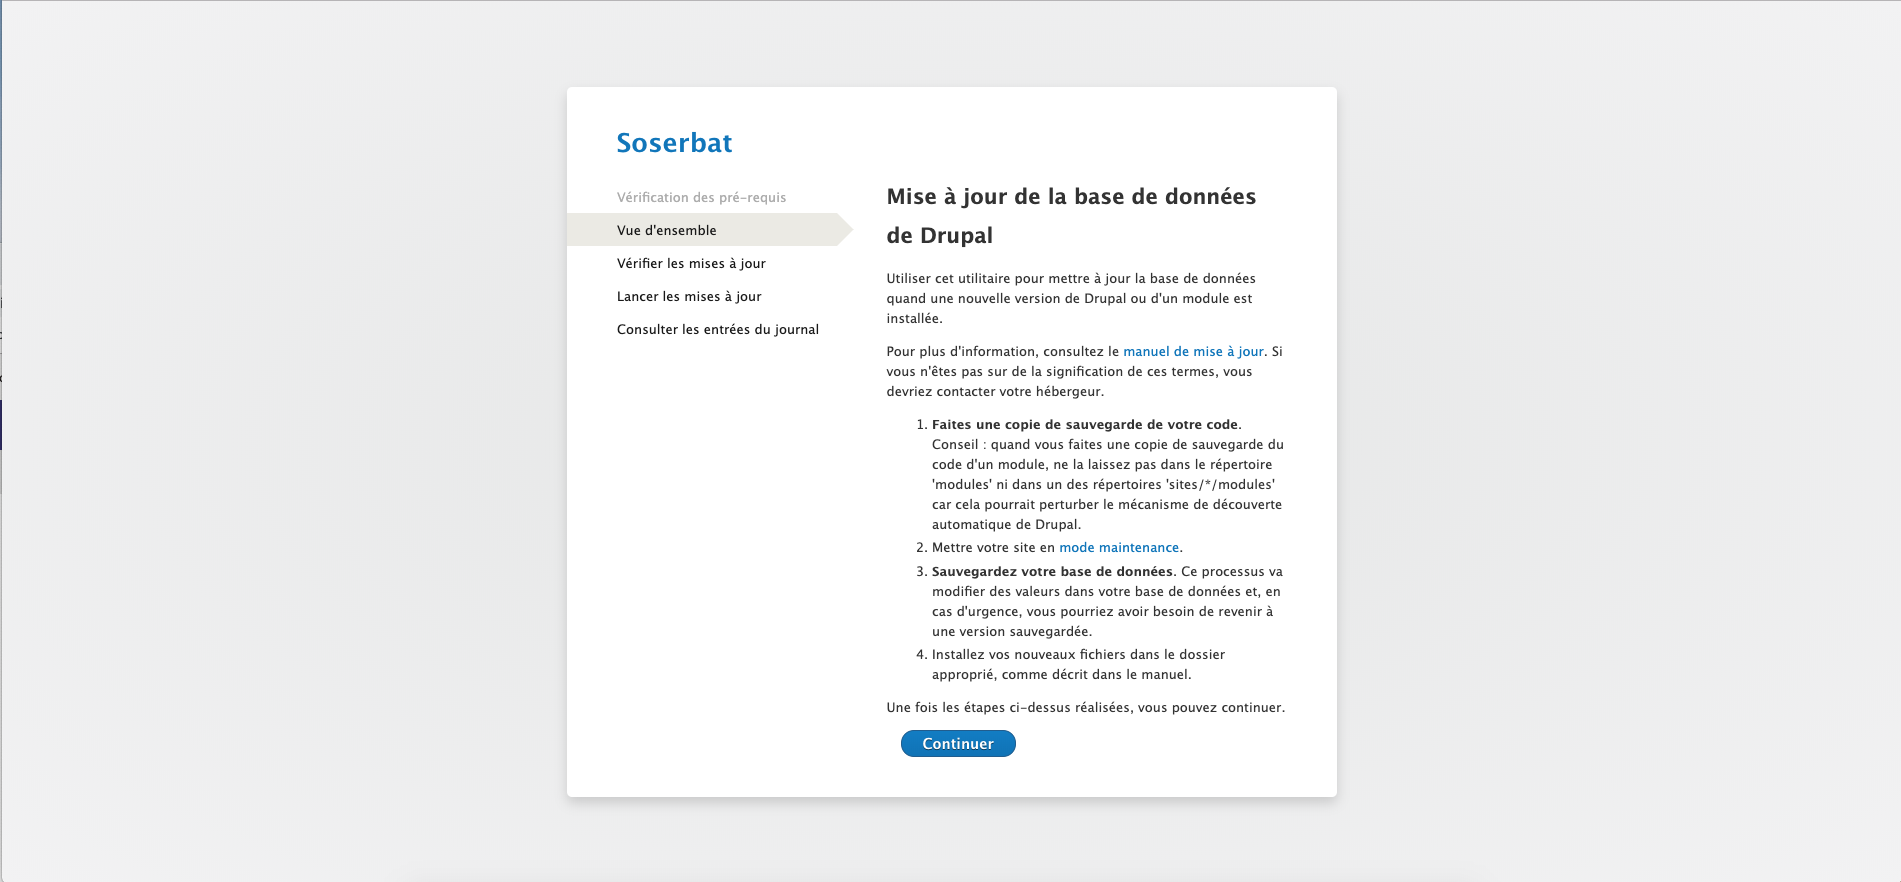 Soserbat
Vérification des pré-requis
Vue d'ensemble
Vérifier les mises à jour
Lancer les mises à jour
Consulter les entrées du journal
Mise à jour de la base de données
de Drupal
Utiliser cet utilitaire pour mettre à jour la base de données
quand une nouvelle version de Drupal ou d'un module est
installée.
Pour plus d'information, consultez le manuel de mise à jour. Si
vous n'êtes pas sur de la signification de ces termes, vous
devriez contacter votre hébergeur.
1. Faites une copie de sauvegarde de votre code.
Conseil : quand vous faites une copie de sauvegarde du
code d'un module, ne la laissez pas dans le répertoire
'modules' ni dans un des répertoires 'sites/*/modules'
car cela pourrait perturber le mécanisme de découverte
automatique de Drupal.
2. Mettre votre site en mode maintenance.
3. Sauvegardez votre base de données. Ce processus va
modifier des valeurs dans votre base de données et, en
cas d'urgence, vous pourriez avoir besoin de revenir à
une version sauvegardée.
4. Installez vos nouveaux fichiers dans le dossier
approprié, comme décrit dans le manuel.
Une fois les étapes ci-dessus réalisées, vous pouvez continuer.
Continuer